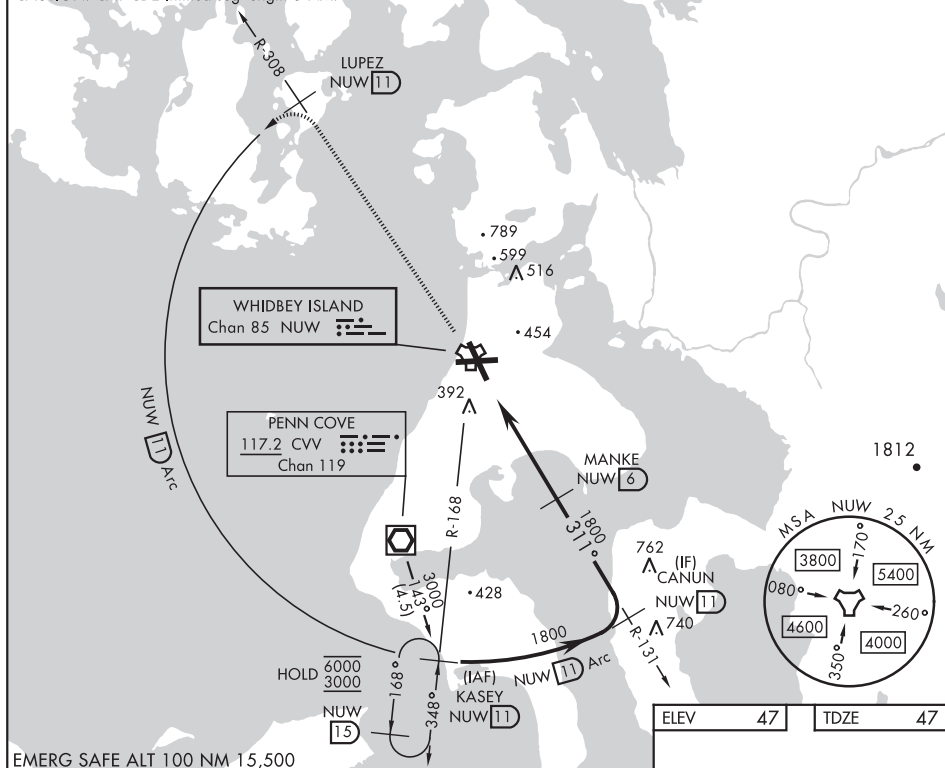 R-308
LUPEZ
NUW 11
789
599
516
WHIDBEY ISLAND
Chan 85 NUW
454
392
NUW 11 Arc
PENN COVE
117.2 CVV
Chan 119
R-168
MANKE
NUW 6
1812
1800
311°
MSA NUW 25 NM
170°
3800
5400
080°
260°
4600
4000
350°
762
(IF)
CANUN
NUW 11
740
R-131
3000
143°
(4.5)
428
1800
NUW 11 Arc
HOLD 6000
3000
168°
348°
(IAF)
KASEY
NUW 11
NUW
15
ELEV 47
TDZE 47
EMERG SAFE ALT 100 NM 15,500